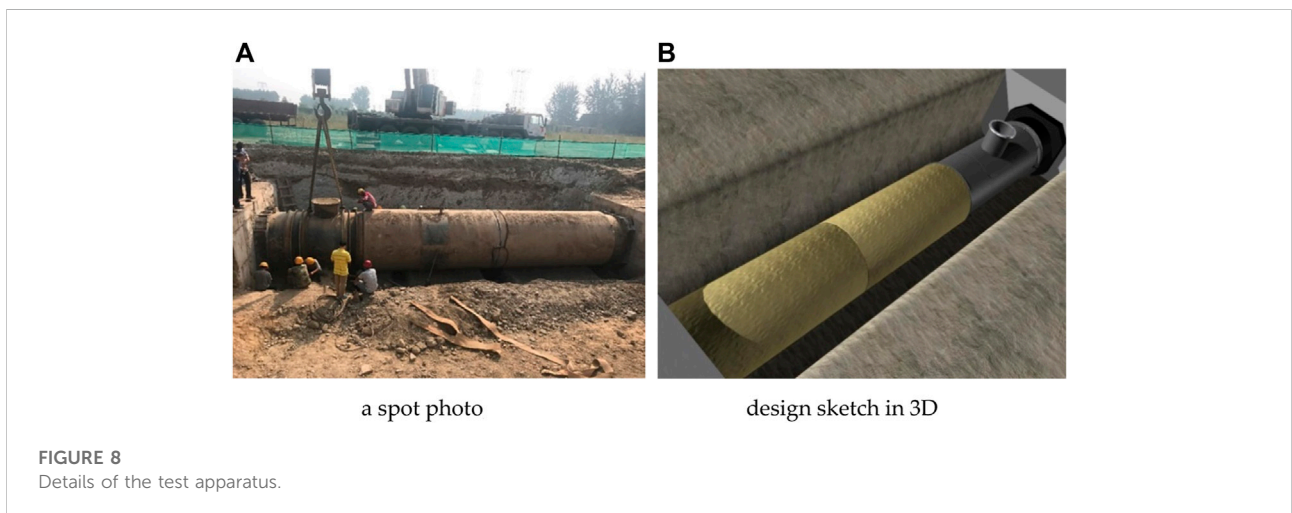 A
B
a spot photo
design sketch in 3D
FIGURE 8
Details of the test apparatus.